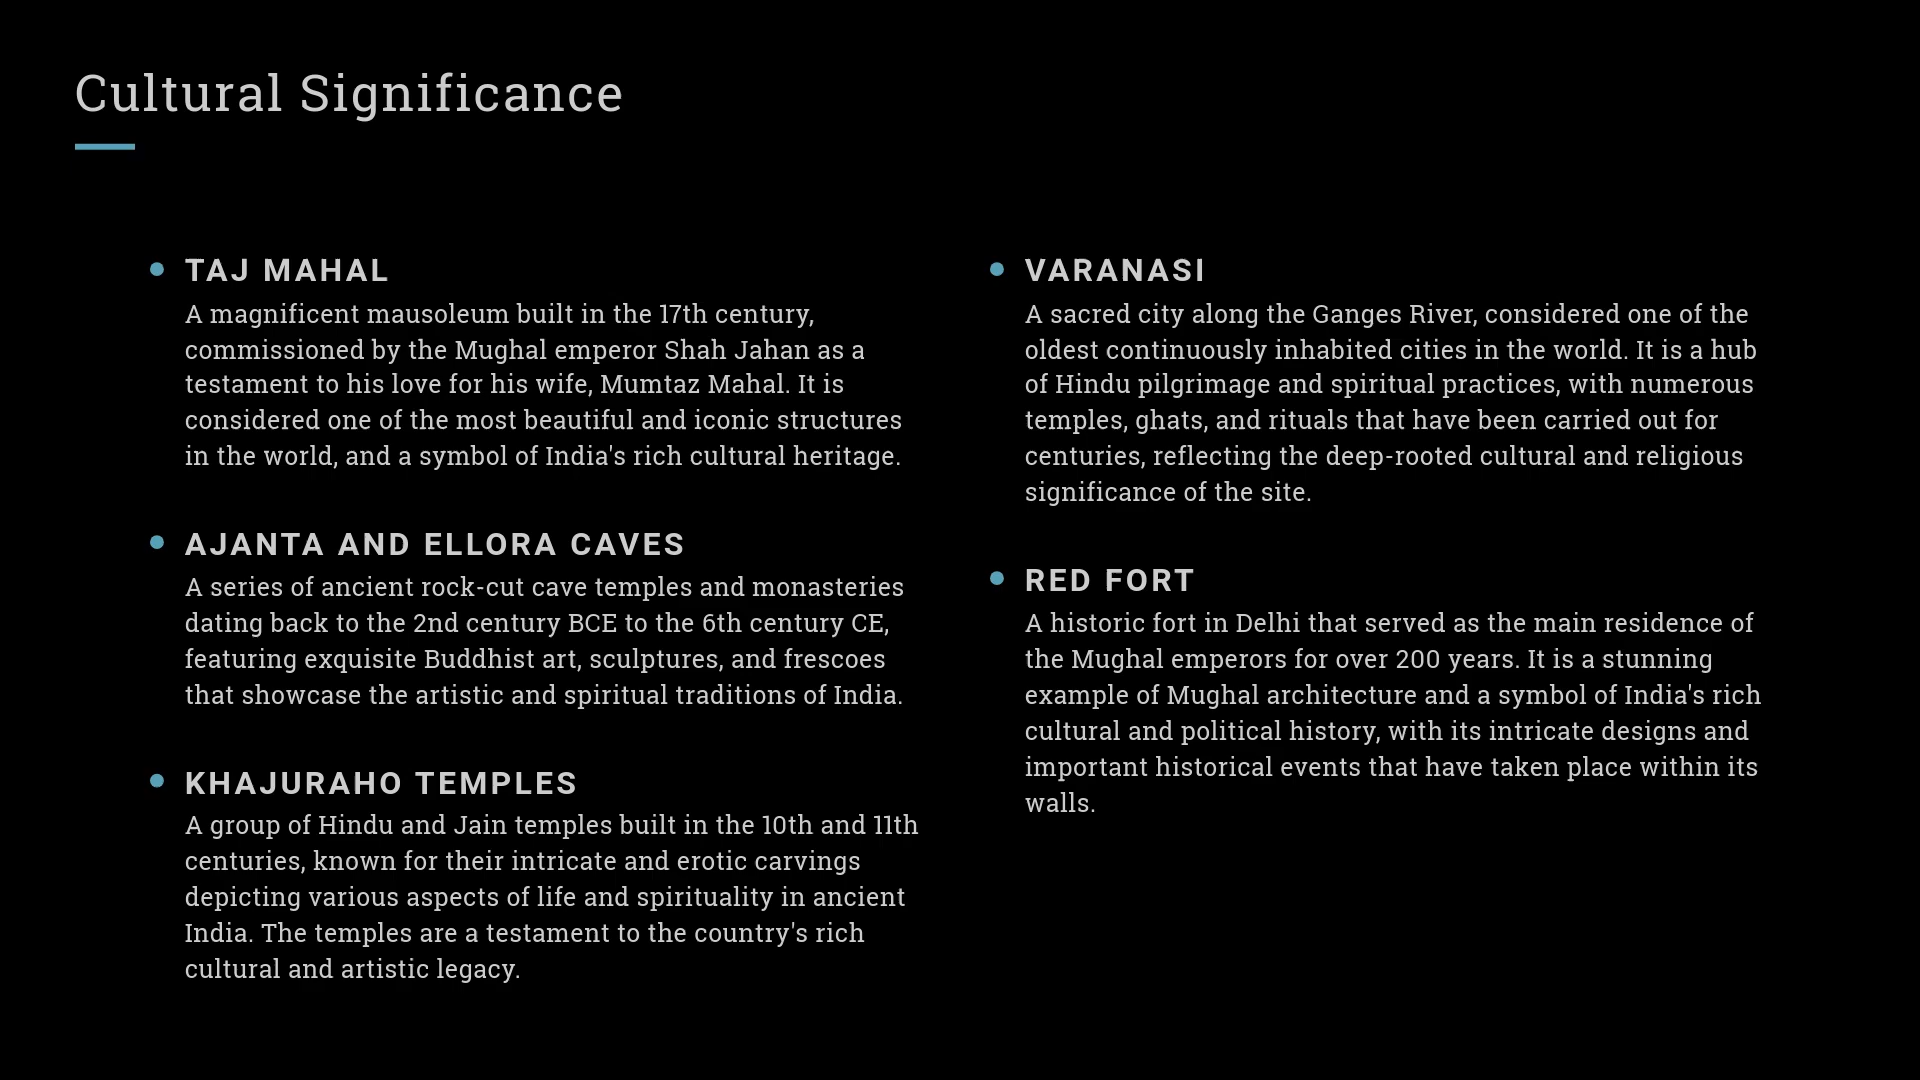 Cultural Significance
TAJ MAHAL
A magnificent mausoleum built in the 17th century,
commissioned by the Mughal emperor Shah Jahan as a
testament to his love for his wife, Mumtaz Mahal. It is
considered one of the most beautiful and iconic structures
in the world, and a symbol of India's rich cultural heritage.
AJANTA AND ELLORA CAVES
A series of ancient rock-cut cave temples and monasteries
dating back to the 2nd century BCE to the 6th century CE,
featuring exquisite Buddhist art, sculptures, and frescoes
that showcase the artistic and spiritual traditions of India.
KHAJURAHO TEMPLES
A group of Hindu and Jain temples built in the 10th and 11th
centuries, known for their intricate and erotic carvings
depicting various aspects of life and spirituality in ancient
India. The temples are a testament to the country's rich
cultural and artistic legacy.
VARANASI
A sacred city along the Ganges River, considered one of the
oldest continuously inhabited cities in the world. It is a hub
of Hindu pilgrimage and spiritual practices, with numerous
temples, ghats, and rituals that have been carried out for
centuries, reflecting the deep-rooted cultural and religious
significance of the site.
RED FORT
A historic fort in Delhi that served as the main residence of
the Mughal emperors for over 200 years. It is a stunning
example of Mughal architecture and a symbol of India's rich
cultural and political history, with its intricate designs and
important historical events that have taken place within its
walls.